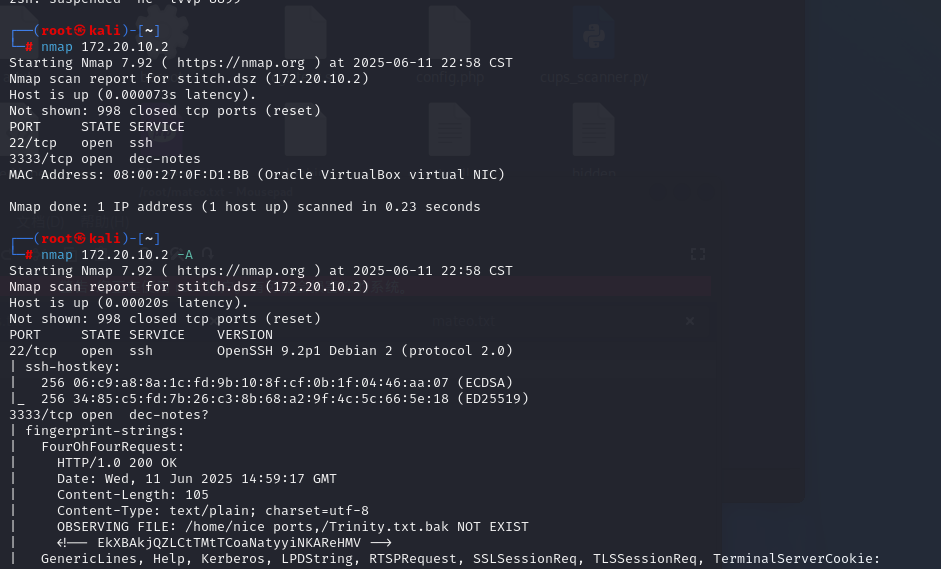 zsh: suspended  nc -lvvp 8899
┌──(root㉿kali)-[~]
└─# nmap 172.20.10.2
Starting Nmap 7.92 ( https://nmap.org ) at 2025-06-11 22:58 CST
Nmap scan report for stitch.dsz (172.20.10.2)
Host is up (0.000073s latency).
Not shown: 998 closed tcp ports (reset)
PORT     STATE SERVICE
22/tcp   open  ssh
3333/tcp open  dec-notes
MAC Address: 08:00:27:0F:D1:BB (Oracle VirtualBox virtual NIC)
Nmap done: 1 IP address (1 host up) scanned in 0.23 seconds
┌──(root㉿kali)-[~]
└─# nmap 172.20.10.2 -A
Starting Nmap 7.92 ( https://nmap.org ) at 2025-06-11 22:58 CST
Nmap scan report for stitch.dsz (172.20.10.2)
Host is up (0.00020s latency).
Not shown: 998 closed tcp ports (reset)
PORT     STATE SERVICE    VERSION
22/tcp   open  ssh        OpenSSH 9.2p1 Debian 2 (protocol 2.0)
| ssh-hostkey:
|   256 06:c9:a8:8a:1c:fd:9b:10:8f:cf:0b:1f:04:46:aa:07 (ECDSA)
|_  256 34:85:c5:fd:7b:26:c3:8b:68:a2:9f:4c:5c:66:5e:18 (ED25519)
3333/tcp open  dec-notes?
| fingerprint-strings:
|   FourOhFourRequest:
|     HTTP/1.0 200 OK
|     Date: Wed, 11 Jun 2025 14:59:17 GMT
|     Content-Length: 105
|     Content-Type: text/plain; charset=utf-8
|     OBSERVING FILE: /home/nice ports,/Trinity.txt.bak NOT EXIST
|     <!-- EkXBAkjQZLCtTMtTCoaNatyyiNKAReHMV -->
|   GenericLines, Help, Kerberos, LPDString, RTSPRequest, SSLSessionReq, TLSSessionReq, TerminalServerCookie:
config.php
cups_scanner.py
hidden